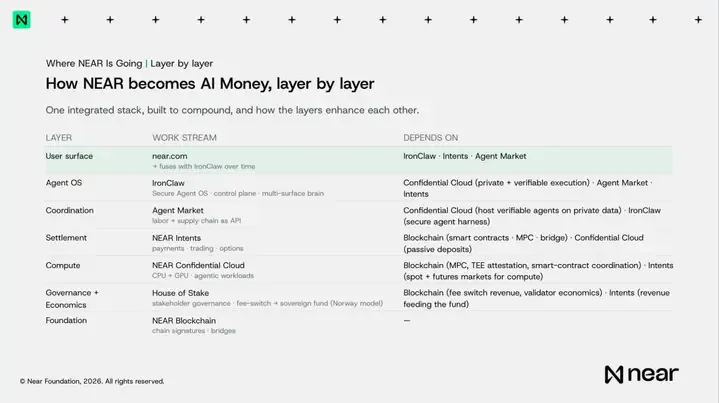 Where NEAR Is Going | Layer by layer
How NEAR becomes AI Money, layer by layer
One integrated stack, built to compound, and how the layers enhance each other.
LAYER WORK STREAM DEPENDS ON
User surface near.com IronClaw · Intents · Agent Market
+ fuses with IronClaw over time
Agent OS IronClaw Confidential Cloud (private + verifiable execution) · Agent Market ·
Secure Agent OS · control plane · multi-surface brain Intents
Coordination Agent Market Confidential Cloud (host verifiable agents on private data) · IronClaw
labor + supply chain as API (secure agent harness)
Settlement NEAR Intents Blockchain (smart contracts · MPC · bridge) · Confidential Cloud
payments · trading · options (passive deposits)
Compute NEAR Confidential Cloud Blockchain (MPC, TEE attestation, smart-contract coordination) · Intents
CPU + GPU · agentic workloads (spot + futures markets for compute)
Governance + House of Stake Blockchain (fee switch revenue, validator economics) · Intents (revenue
Economics stakeholder governance · fee-switch → sovereign fund (Norway model) feeding the fund)
Foundation NEAR Blockchain —
chain signatures · bridges
© Near Foundation, 2026. All rights reserved.
near